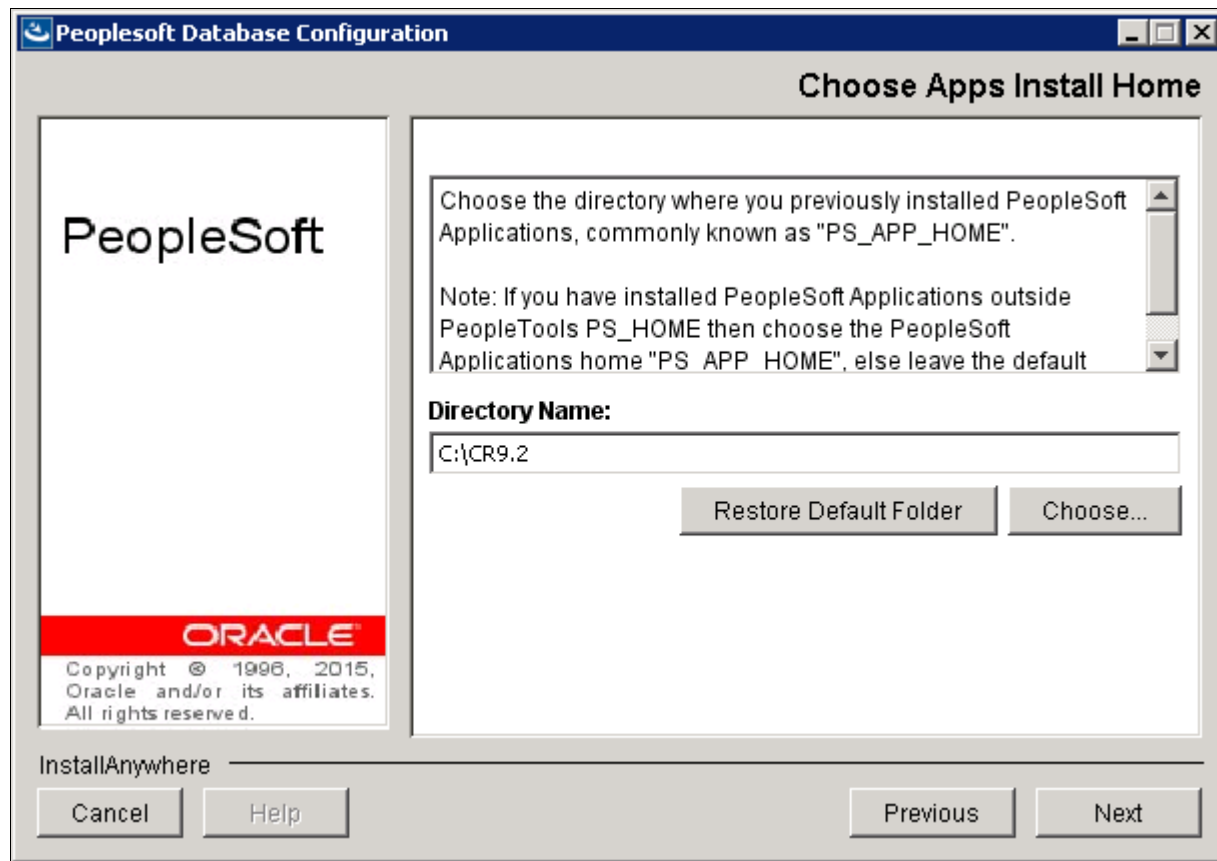 Peoplesoft Database Configuration
Choose Apps Install Home
PeopleSoft
Choose the directory where you previously installed PeopleSoft
Applications, commonly known as "PS_APP_HOME".
Note: If you have installed PeopleSoft Applications outside
PeopleTools PS_HOME then choose the PeopleSoft
Applications home "PS_APP_HOME", else leave the default
Directory Name:
C:\CR9.2
Restore Default Folder
Choose...
ORACLE
Copyright © 1996, 2015,
Oracle and/or its affiliates.
All rights reserved.
InstallAnywhere
Cancel
Help
Previous
Next